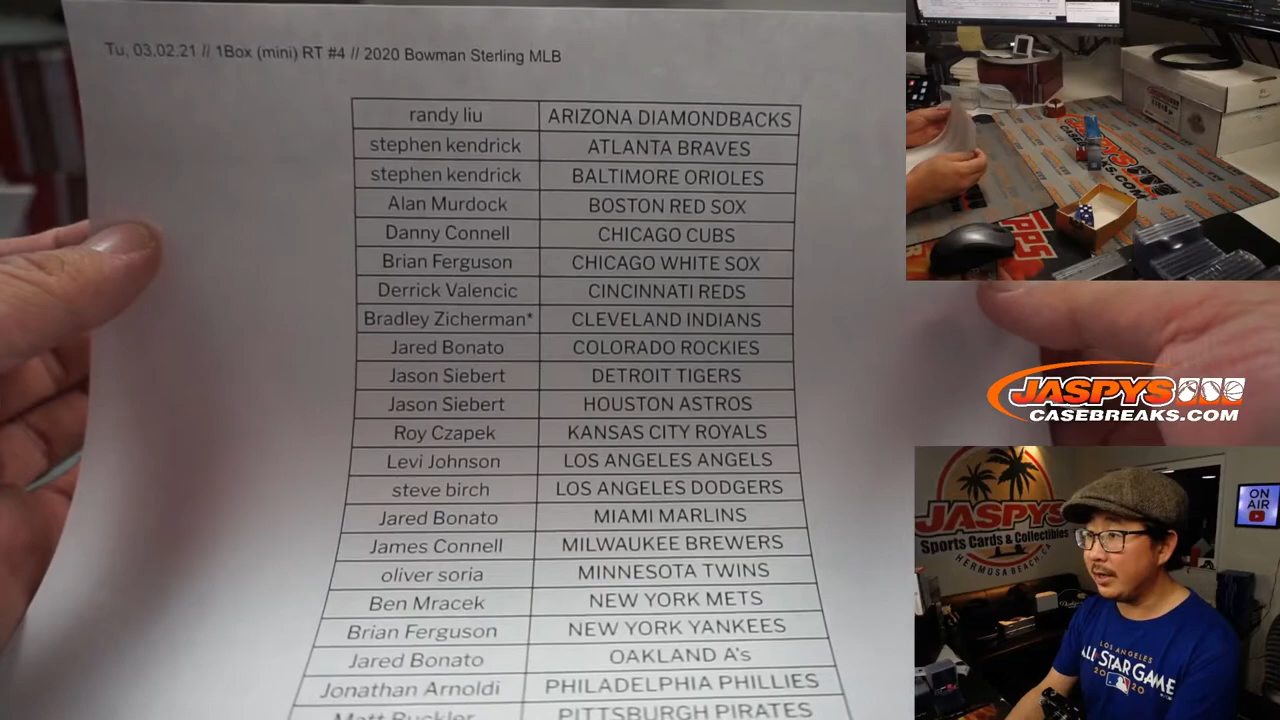 Tu, 03.02.21 // 1Box (mini) RT #4 // 2020 Bowman Sterling MLB
randy liu ARIZONA DIAMONDBACKS
stephen kendrick ATLANTA BRAVES
stephen kendrick BALTIMORE ORIOLES
Alan Murdock BOSTON RED SOX
Danny Connell CHICAGO CUBS
Brian Ferguson CHICAGO WHITE SOX
Derrick Valencic CINCINNATI REDS
Bradley Zicherman* CLEVELAND INDIANS
Jared Bonato COLORADO ROCKIES
Jason Siebert DETROIT TIGERS
Jason Siebert HOUSTON ASTROS
Roy Czapek KANSAS CITY ROYALS
Levi Johnson LOS ANGELES ANGELS
steve birch LOS ANGELES DODGERS
Jared Bonato MIAMI MARLINS
James Connell MILWAUKEE BREWERS
oliver soria MINNESOTA TWINS
Ben Mracek NEW YORK METS
Brian Ferguson NEW YORK YANKEES
Jared Bonato OAKLAND A's
Jonathan Arnoldi PHILADELPHIA PHILLIES
Matt Buckler PITTSBURGH PIRATES
JASPYS
CASEBREAKS.COM
JASPYS
CASEBREAKS.COM
JASPYS
Sports Cards & Collectibles
HERMOSA BEACH, CA
ON
AIR
LOS ANGELES
ALL STAR GAME
2020